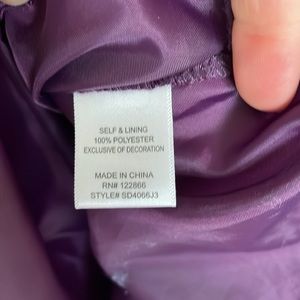 SELF & LINING
100% POLYESTER
EXCLUSIVE OF DECORATION
MADE IN CHINA
RN# 122866
STYLE# SD4066J3